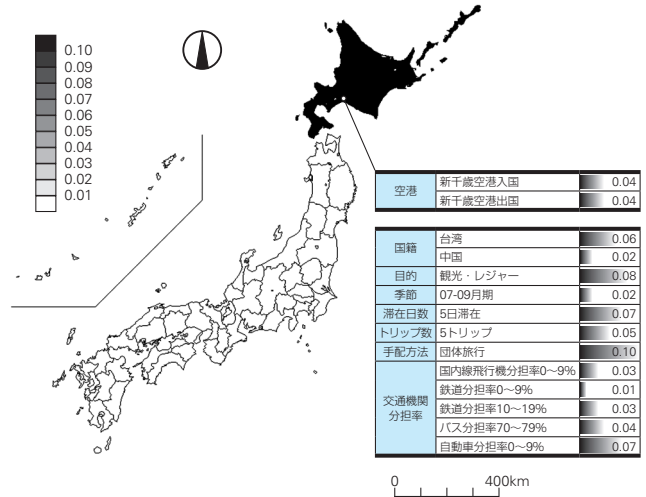 0.10
0.09
0.08
0.07
0.06
0.05
0.04
0.03
0.02
0.01
空港
新千歳空港入国 0.04
新千歳空港出国 0.04
国籍
台湾 0.06
中国 0.02
目的 観光・レジャー 0.08
季節 07-09月期 0.02
滞在日数 5日滞在 0.07
トリップ数 5トリップ 0.05
手配方法 団体旅行 0.10
交通機関
分担率
国内線飛行機分担率0～9% 0.03
鉄道分担率0～9% 0.01
鉄道分担率10～19% 0.03
バス分担率70～79% 0.04
自動車分担率0～9% 0.07
0 400km